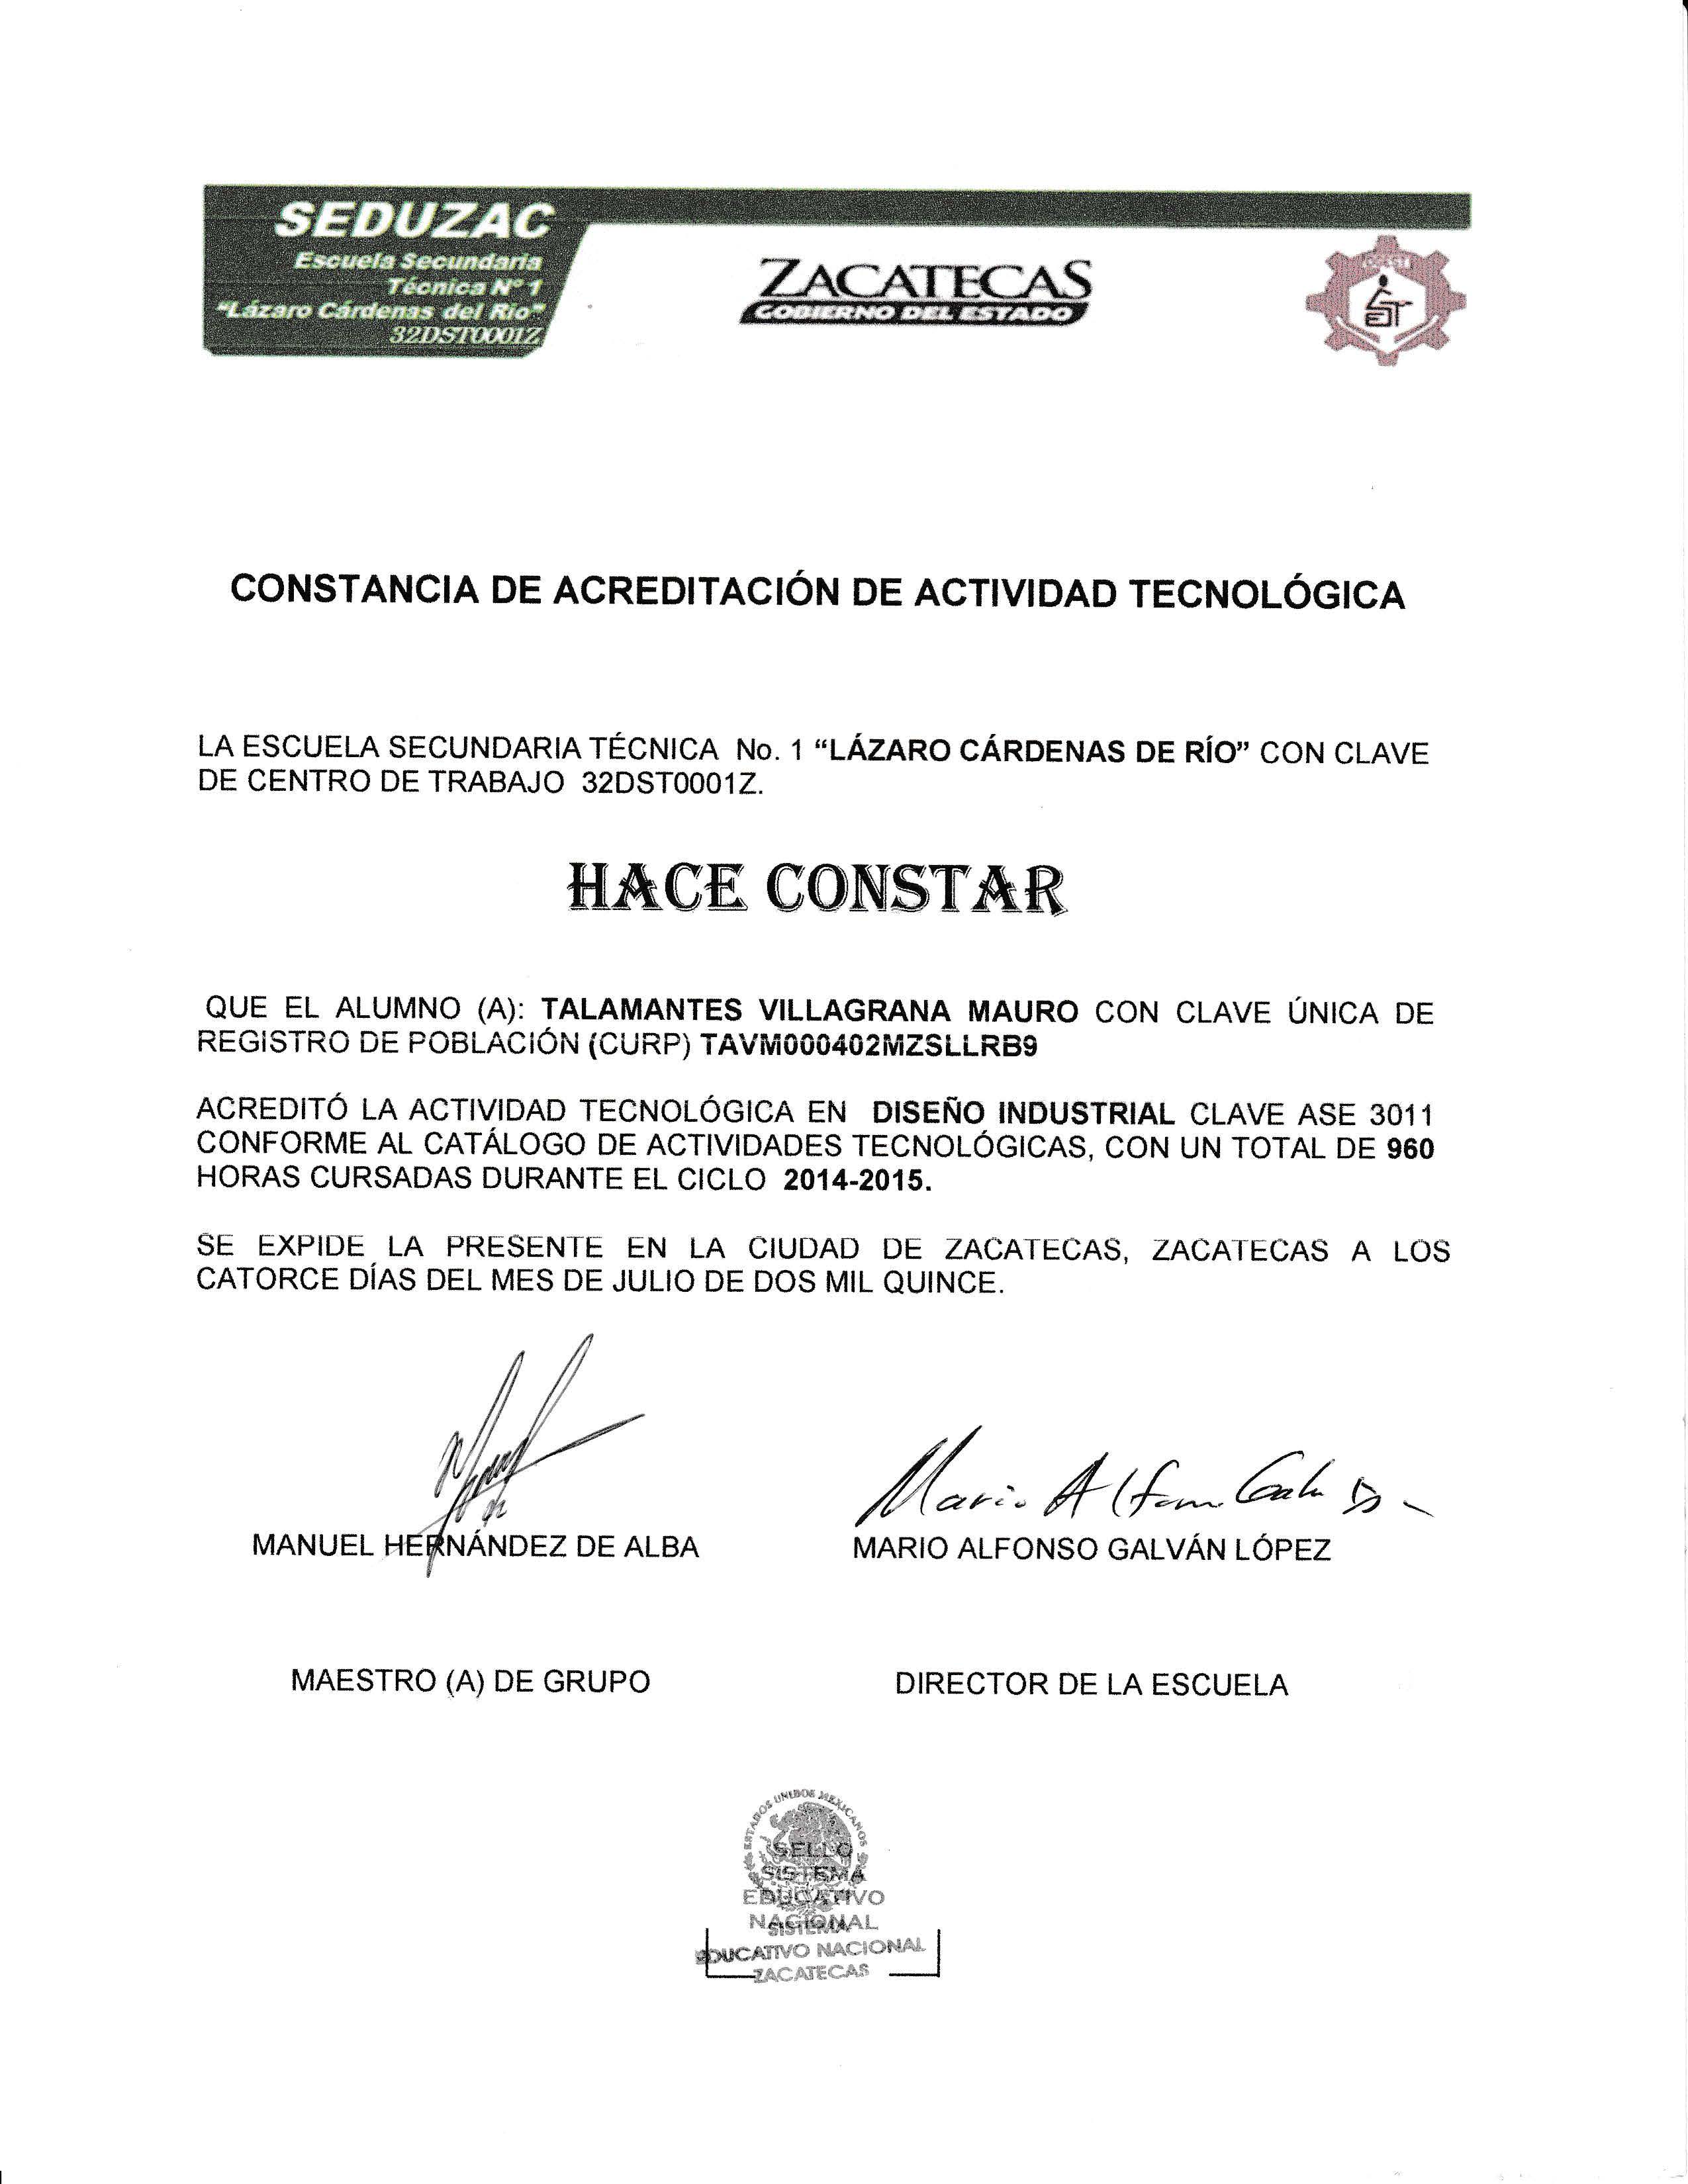 SEDUZAC
Escuela Secundaria
Técnica Nº 1
"Lázaro Cárdenas del Rio"
32DST0001Z
ZACATECAS
GOBIERNO DEL ESTADO
CONSTANCIA DE ACREDITACIÓN DE ACTIVIDAD TECNOLÓGICA
LA ESCUELA SECUNDARIA TÉCNICA No. 1 “LÁZARO CÁRDENAS DE RÍO” CON CLAVE
DE CENTRO DE TRABAJO 32DST0001Z.
HACE CONSTAR
QUE EL ALUMNO (A): TALAMANTES VILLAGRANA MAURO CON CLAVE ÚNICA DE
REGISTRO DE POBLACIÓN (CURP) TAVM000402MZSLLRB9
ACREDITÓ LA ACTIVIDAD TECNOLÓGICA EN DISEÑO INDUSTRIAL CLAVE ASE 3011
CONFORME AL CATÁLOGO DE ACTIVIDADES TECNOLÓGICAS, CON UN TOTAL DE 960
HORAS CURSADAS DURANTE EL CICLO 2014-2015.
SE EXPIDE LA PRESENTE EN LA CIUDAD DE ZACATECAS, ZACATECAS A LOS
CATORCE DÍAS DEL MES DE JULIO DE DOS MIL QUINCE.
Mario Alfon
MANUEL HERNÁNDEZ DE ALBA MARIO ALFONSO GALVÁN LÓPEZ
MAESTRO (A) DE GRUPO DIRECTOR DE LA ESCUELA
ESTADOS UNIDOS MEXICANOS
SELLO
SISTEMA
EDUCATIVO
NACIONAL
SISTEMA
EDUCATIVO NACIONAL
ZACATECAS